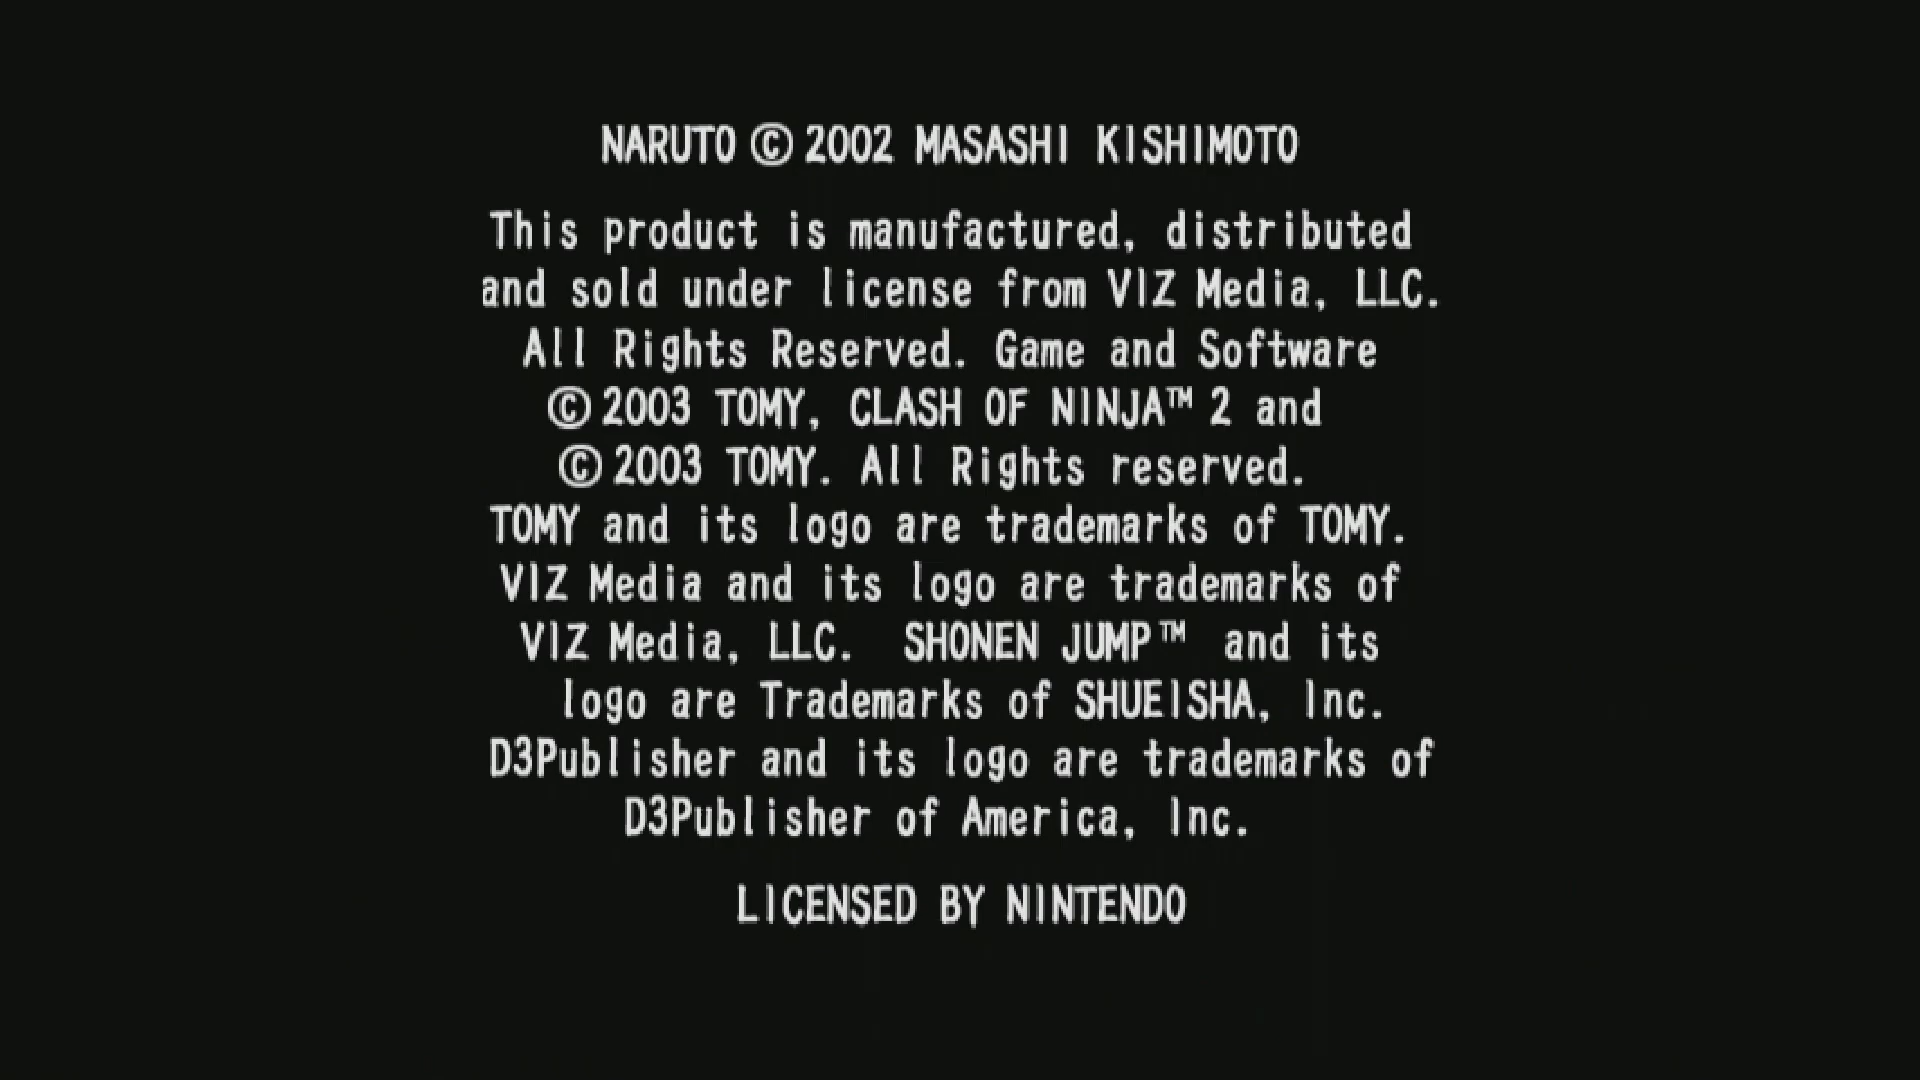 NARUTO © 2002 MASASHI KISHIMOTO
This product is manufactured, distributed
and sold under license from VIZ Media, LLC.
All Rights Reserved. Game and Software
© 2003 TOMY, CLASH OF NINJA™ 2 and
© 2003 TOMY. All Rights reserved.
TOMY and its logo are trademarks of TOMY.
VIZ Media and its logo are trademarks of
VIZ Media, LLC. SHONEN JUMP™ and its
logo are Trademarks of SHUEISHA, Inc.
D3Publisher and its logo are trademarks of
D3Publisher of America, Inc.
LICENSED BY NINTENDO